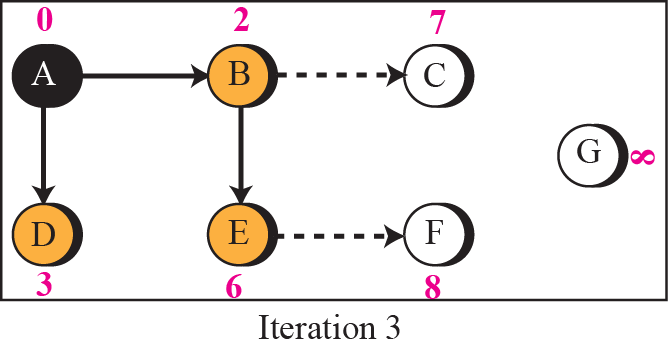 0 2 7
A B C
G ∞
D E F
3 6 8
Iteration 3